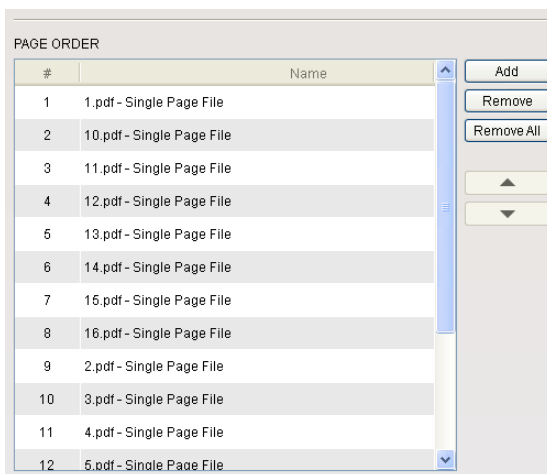 PAGE ORDER
# Name
1 1.pdf - Single Page File
2 10.pdf - Single Page File
3 11.pdf - Single Page File
4 12.pdf - Single Page File
5 13.pdf - Single Page File
6 14.pdf - Single Page File
7 15.pdf - Single Page File
8 16.pdf - Single Page File
9 2.pdf - Single Page File
10 3.pdf - Single Page File
11 4.pdf - Single Page File
12 5.pdf - Single Page File
Add
Remove
Remove All